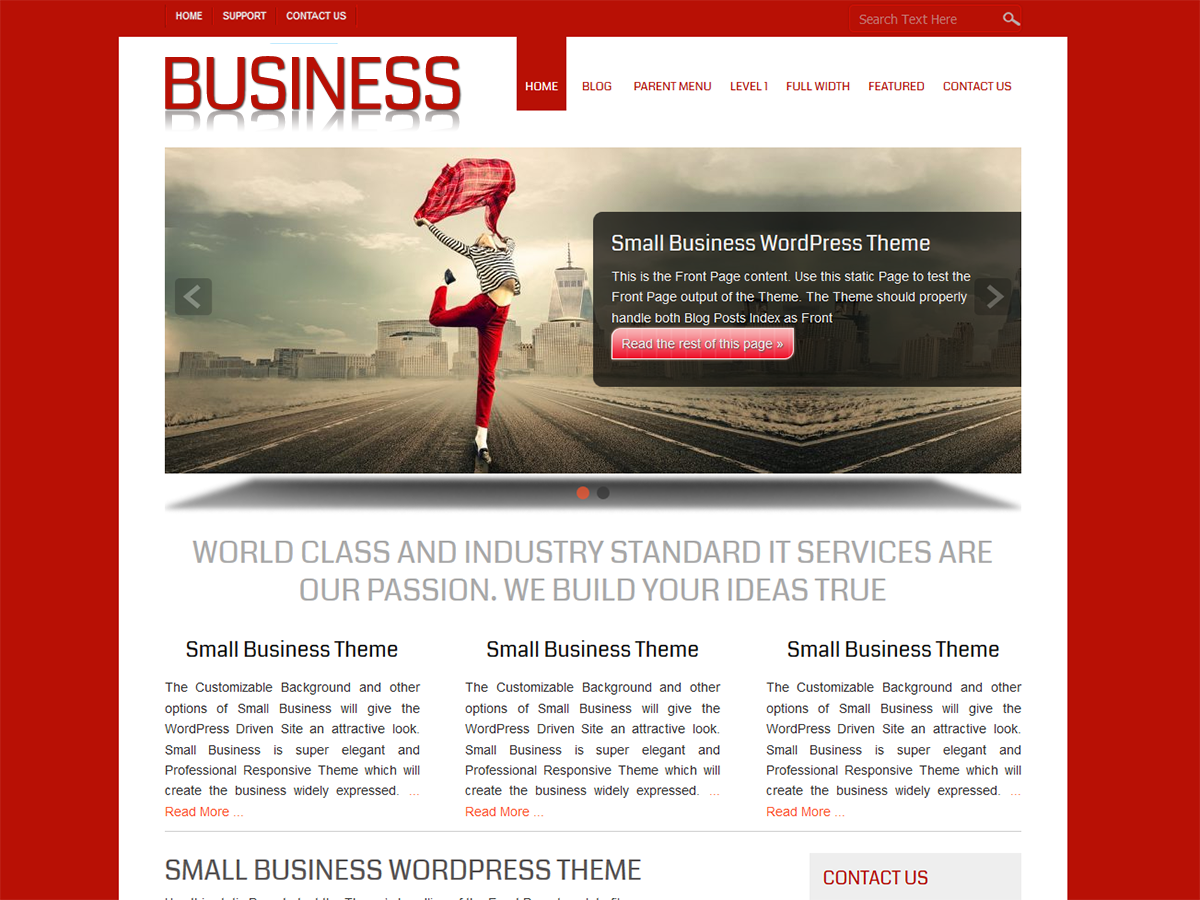 HOME SUPPORT CONTACT US
Search Text Here
BUSINESS
HOME BLOG PARENT MENU LEVEL 1 FULL WIDTH FEATURED CONTACT US
Small Business WordPress Theme
This is the Front Page content. Use this static Page to test the
Front Page output of the Theme. The Theme should properly
handle both Blog Posts Index as Front
Read the rest of this page »
WORLD CLASS AND INDUSTRY STANDARD IT SERVICES ARE
OUR PASSION. WE BUILD YOUR IDEAS TRUE
Small Business Theme
The Customizable Background and other
options of Small Business will give the
WordPress Driven Site an attractive look.
Small Business is super elegant and
Professional Responsive Theme which will
create the business widely expressed. ...
Read More ...
Small Business Theme
The Customizable Background and other
options of Small Business will give the
WordPress Driven Site an attractive look.
Small Business is super elegant and
Professional Responsive Theme which will
create the business widely expressed. ...
Read More ...
Small Business Theme
The Customizable Background and other
options of Small Business will give the
WordPress Driven Site an attractive look.
Small Business is super elegant and
Professional Responsive Theme which will
create the business widely expressed. ...
Read More ...
SMALL BUSINESS WORDPRESS THEME
CONTACT US